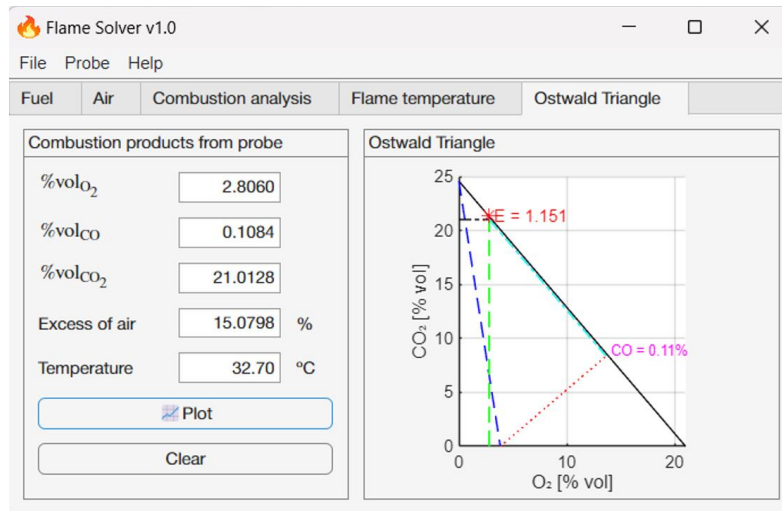 Flame Solver v1.0
File Probe Help
Fuel Air Combustion analysis Flame temperature Ostwald Triangle
Combustion products from probe
%volO₂ 2.8060
%volCO 0.1084
%volCO₂ 21.0128
Excess of air 15.0798 %
Temperature 32.70 ºC
Plot
Clear
Ostwald Triangle
25
20
15
10
5
0
CO₂ [% vol]
E = 1.151
CO = 0.11%
0 10 20
O₂ [% vol]